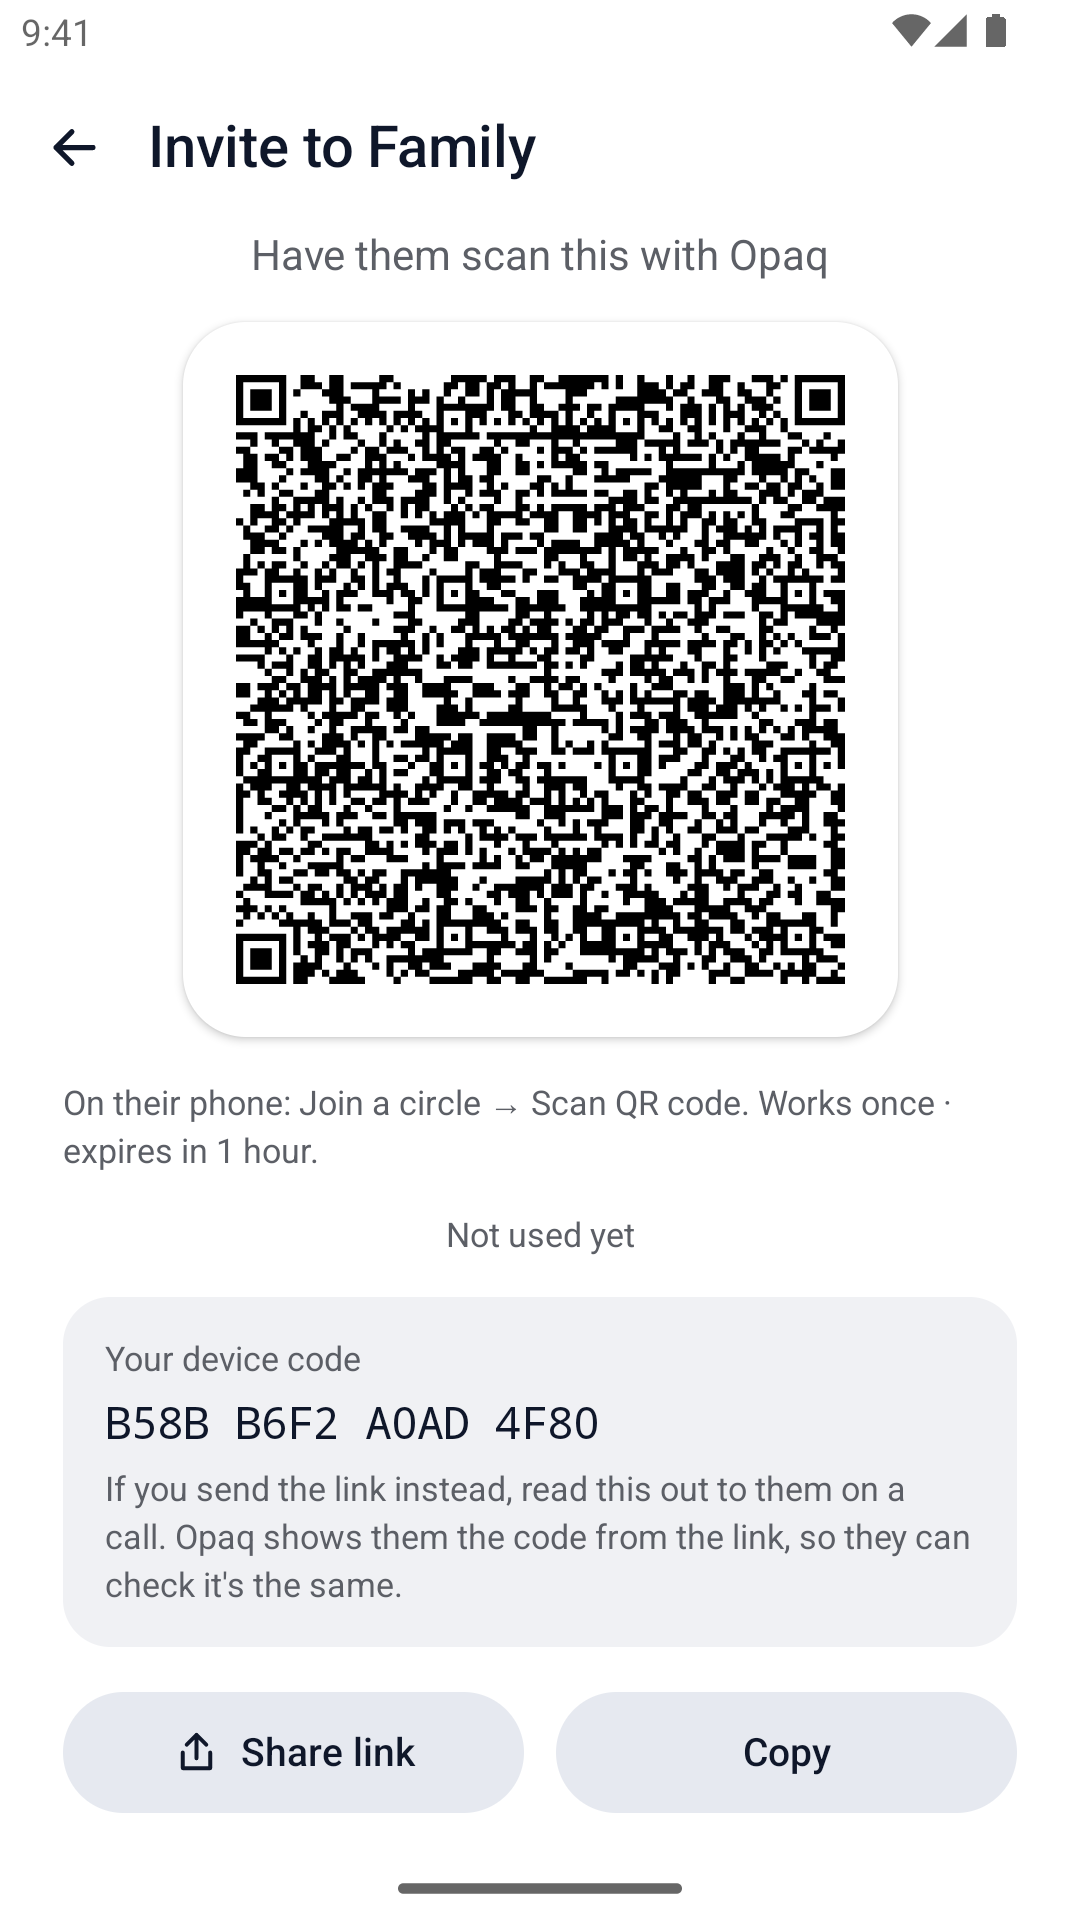 9:41
Invite to Family
Have them scan this with Opaq
On their phone: Join a circle → Scan QR code. Works once ·
expires in 1 hour.
Not used yet
Your device code
B58B B6F2 A0AD 4F80
If you send the link instead, read this out to them on a
call. Opaq shows them the code from the link, so they can
check it's the same.
Share link
Copy